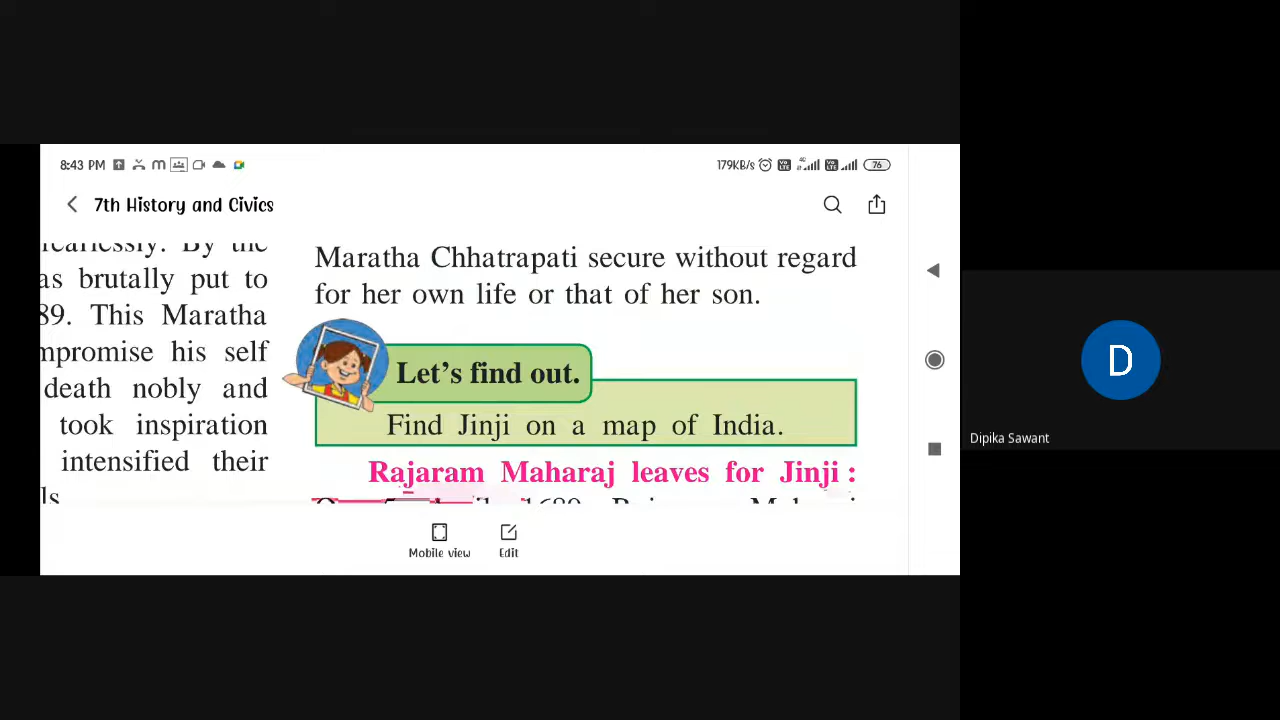 8:43 PM
179KB/s
76
7th History and Civics
fearlessly. By the
as brutally put to
89. This Maratha
mpromise his self
death nobly and
took inspiration
intensified their
ls
Maratha Chhatrapati secure without regard
for her own life or that of her son.
Let's find out.
Find Jinji on a map of India.
Rajaram Maharaj leaves for Jinji :
1689
Mobile view
Edit
D
Dipika Sawant